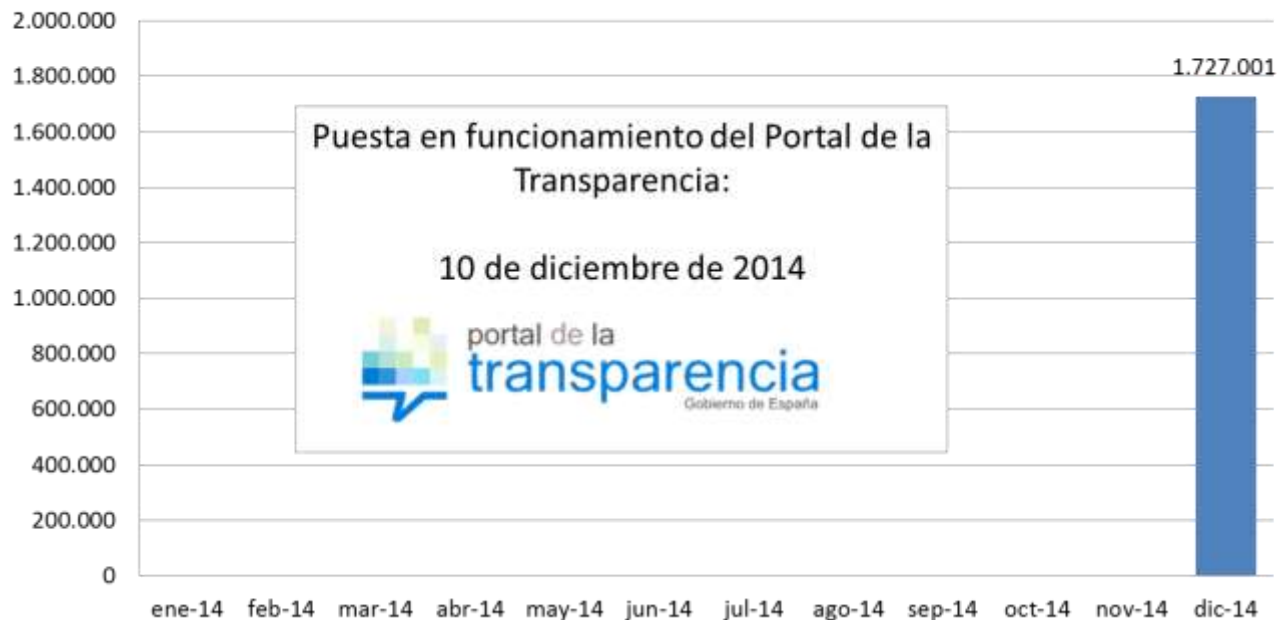 2.000.000
1.800.000
1.727.001
1.600.000
1.400.000
1.200.000
1.000.000
800.000
600.000
400.000
200.000
0
Puesta en funcionamiento del Portal de la
Transparencia:
10 de diciembre de 2014
portal de la
transparencia
Gobierno de España
ene-14 feb-14 mar-14 abr-14 may-14 jun-14 jul-14 ago-14 sep-14 oct-14 nov-14 dic-14